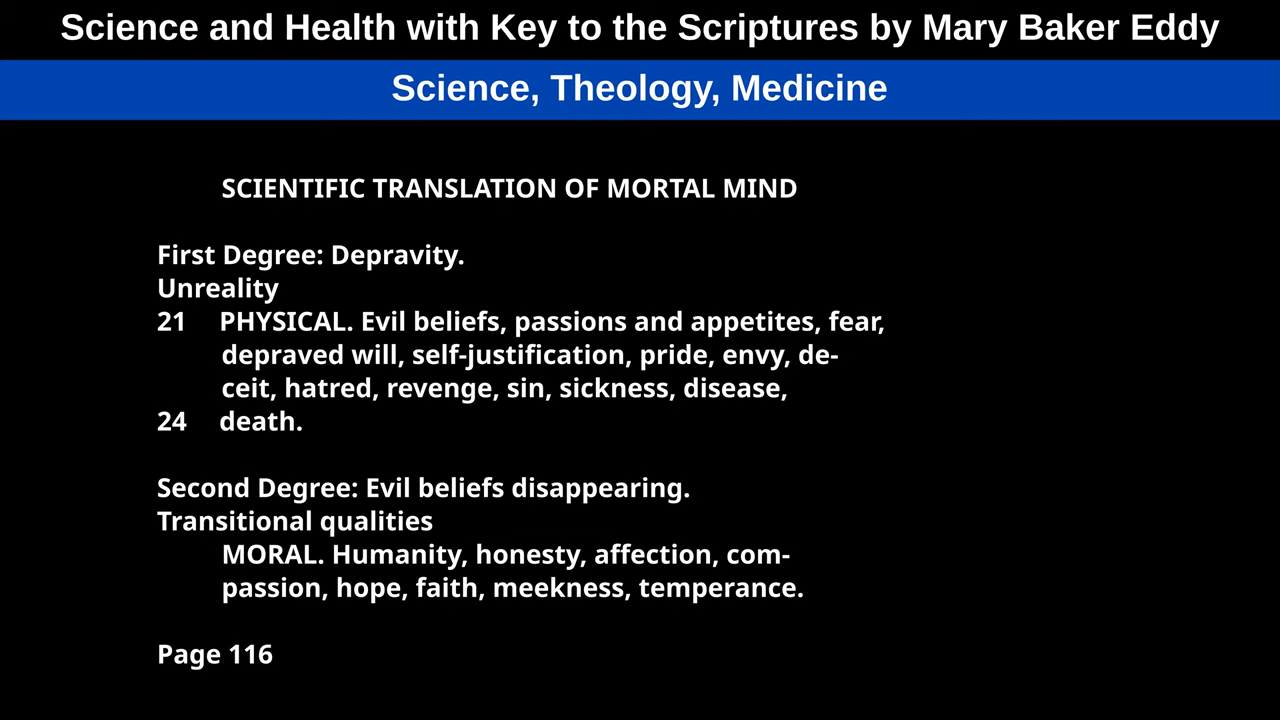 Science and Health with Key to the Scriptures by Mary Baker Eddy
Science, Theology, Medicine
SCIENTIFIC TRANSLATION OF MORTAL MIND
First Degree: Depravity.
Unreality
21 PHYSICAL. Evil beliefs, passions and appetites, fear,
depraved will, self-justification, pride, envy, de-
ceit, hatred, revenge, sin, sickness, disease,
24 death.
Second Degree: Evil beliefs disappearing.
Transitional qualities
MORAL. Humanity, honesty, affection, com-
passion, hope, faith, meekness, temperance.
Page 116